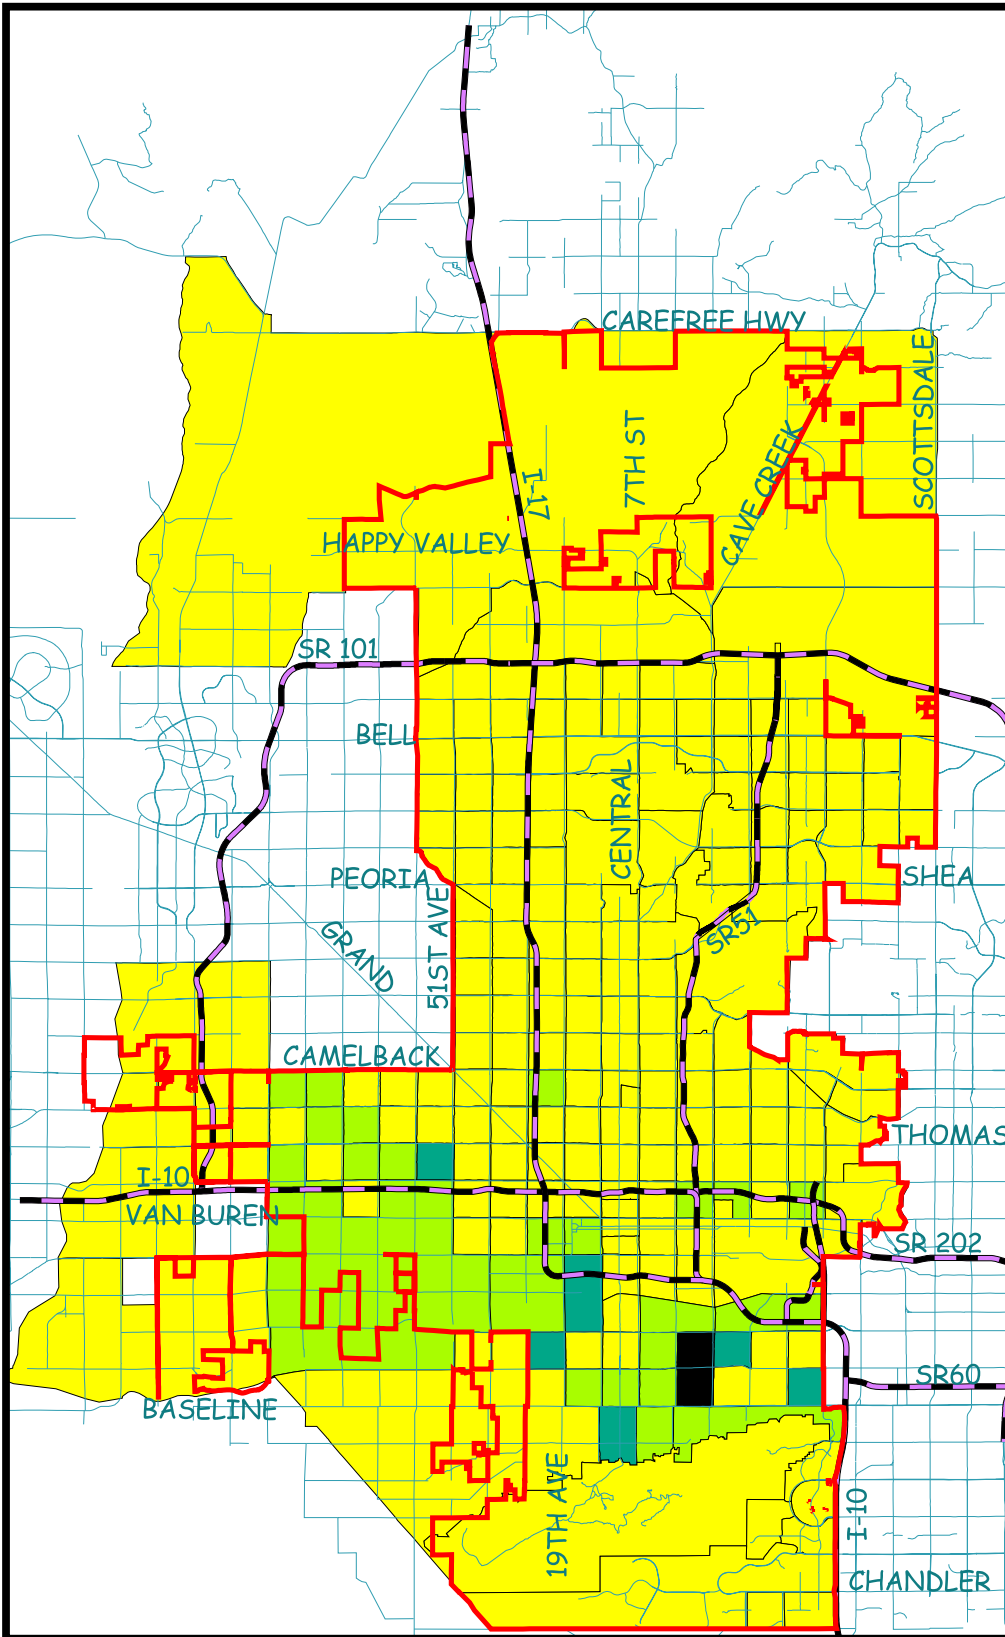 CAREFREE HWY
SCOTTSDALE
7TH ST
CAVE CREEK
I-17
HAPPY VALLEY
SR 101
BELL
CENTRAL
PEORIA
SHEA
51ST AVE
GRAND
SR51
CAMELBACK
THOMAS
I-10
VAN BUREN
SR 202
SR60
BASELINE
19TH AVE
I-10
CHANDLER